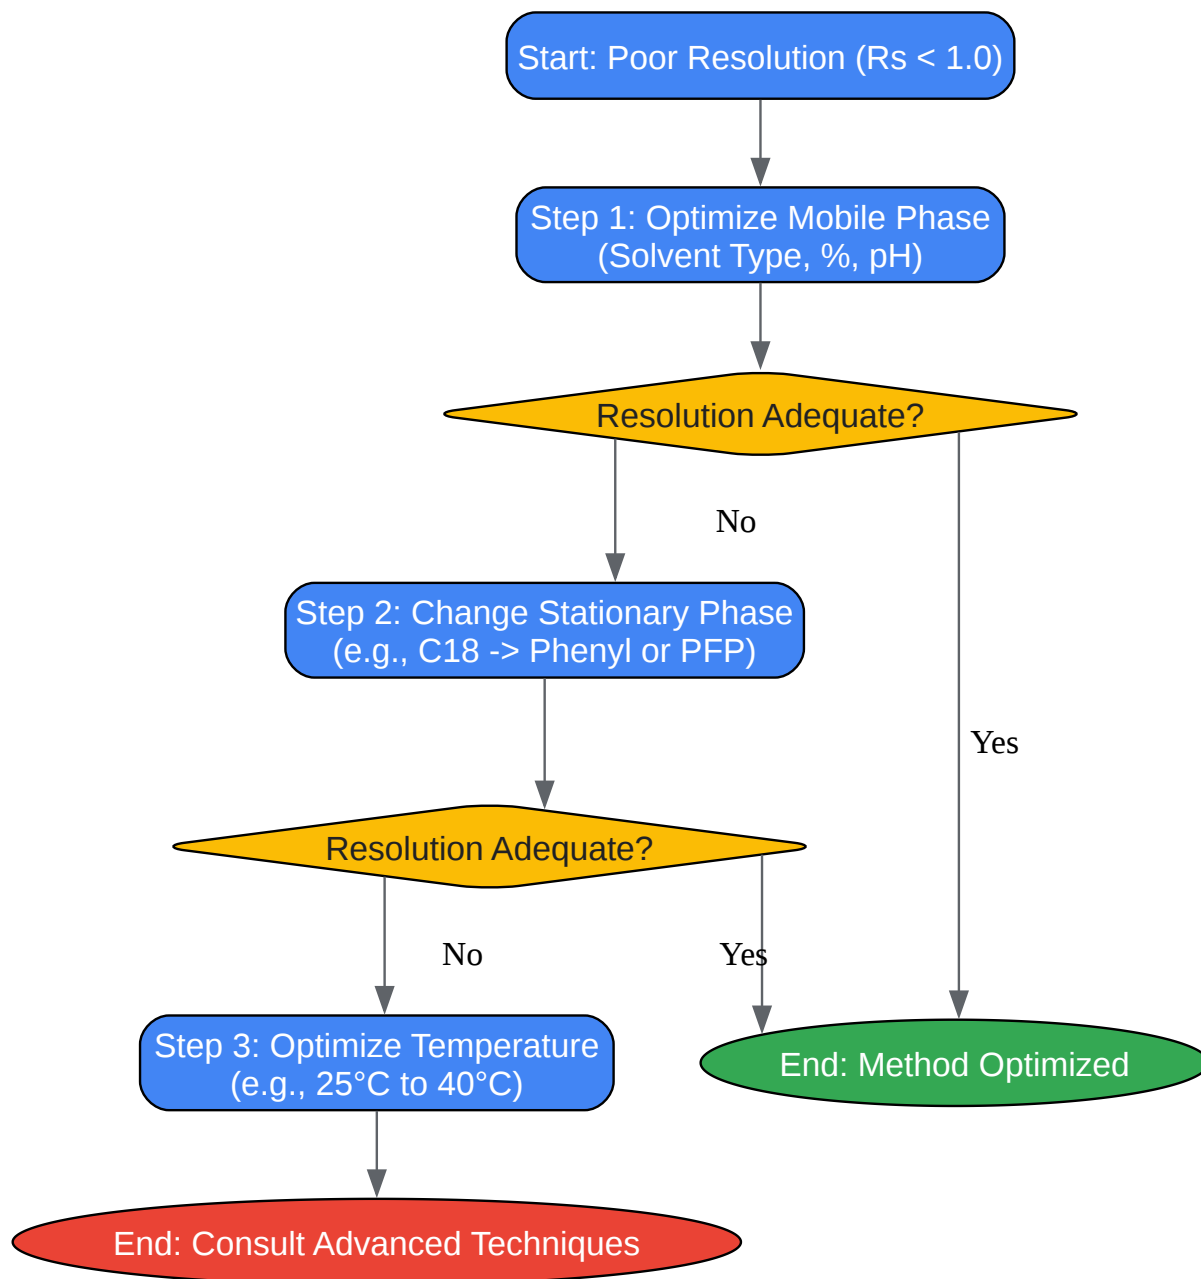 Start: Poor Resolution (Rs < 1.0)
Step 1: Optimize Mobile Phase
(Solvent Type, %, pH)
Resolution Adequate?
No
Step 2: Change Stationary Phase
(e.g., C18 -> Phenyl or PFP)
Yes
Resolution Adequate?
No
Yes
Step 3: Optimize Temperature
(e.g., 25°C to 40°C)
End: Method Optimized
End: Consult Advanced Techniques